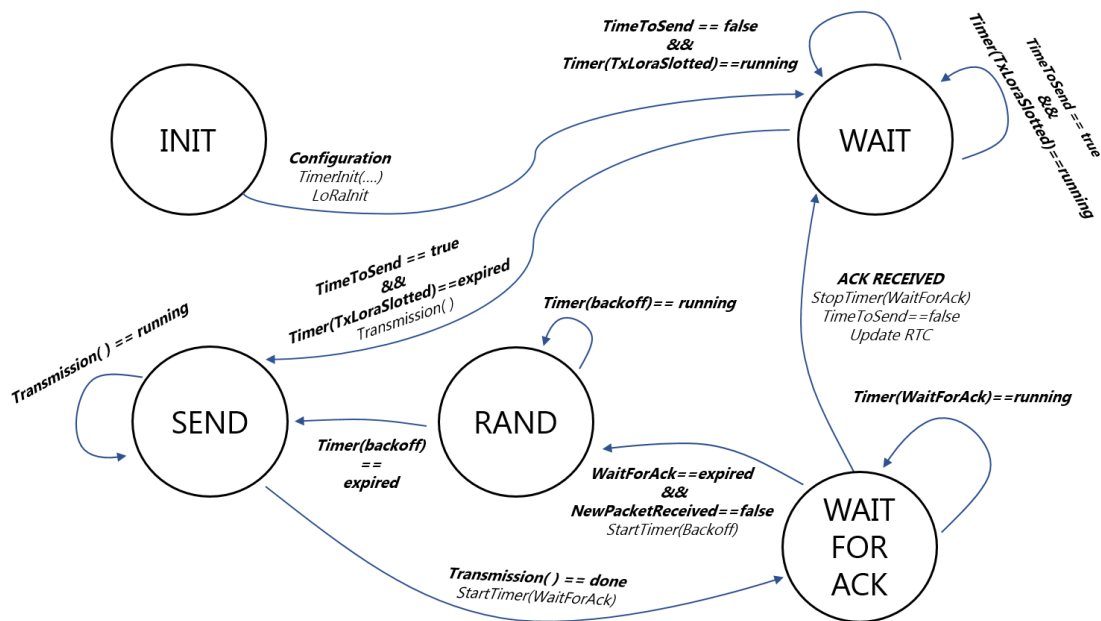 TimeToSend == false
&&
Timer(TxLoraSlotted)==running
TimeToSend == true
&&
Timer(TxLoraSlotted)==running
INIT
WAIT
Configuration
TimerInit(....)
LoRaInit
TimeToSend == true
&&
Timer(TxLoraSlotted)==expired
Transmission( )
ACK RECEIVED
StopTimer(WaitForAck)
TimeToSend==false
Update RTC
Timer(backoff)== running
Transmission( ) == running
SEND
RAND
Timer(WaitForAck)==running
Timer(backoff)
==
expired
WaitForAck==expired
&&
NewPacketReceived==false
StartTimer(Backoff)
WAIT
FOR
ACK
Transmission( ) == done
StartTimer(WaitForAck)